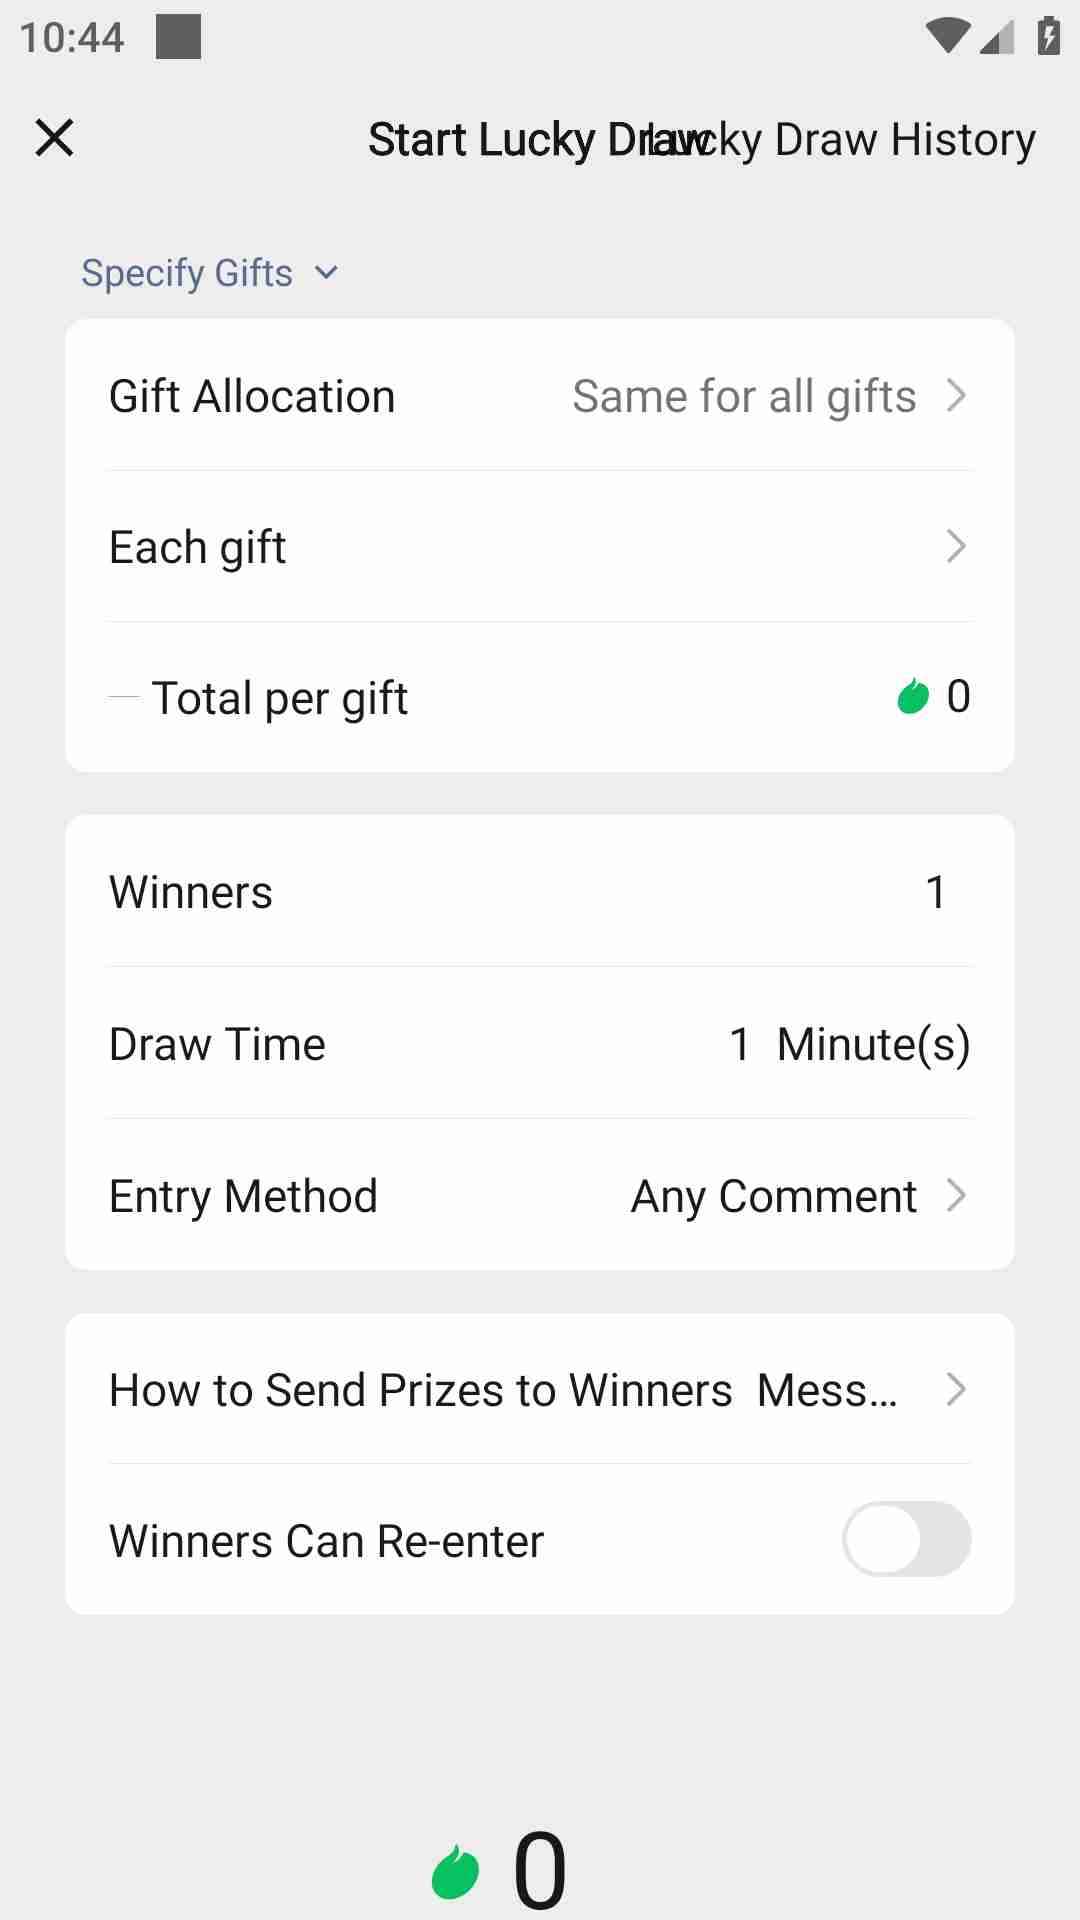 10:44
Start Lucky Draw Lucky Draw History
Specify Gifts
Gift Allocation Same for all gifts
Each gift
Total per gift 0
Winners 1
Draw Time 1 Minute(s)
Entry Method Any Comment
How to Send Prizes to Winners Mess...
Winners Can Re-enter
0